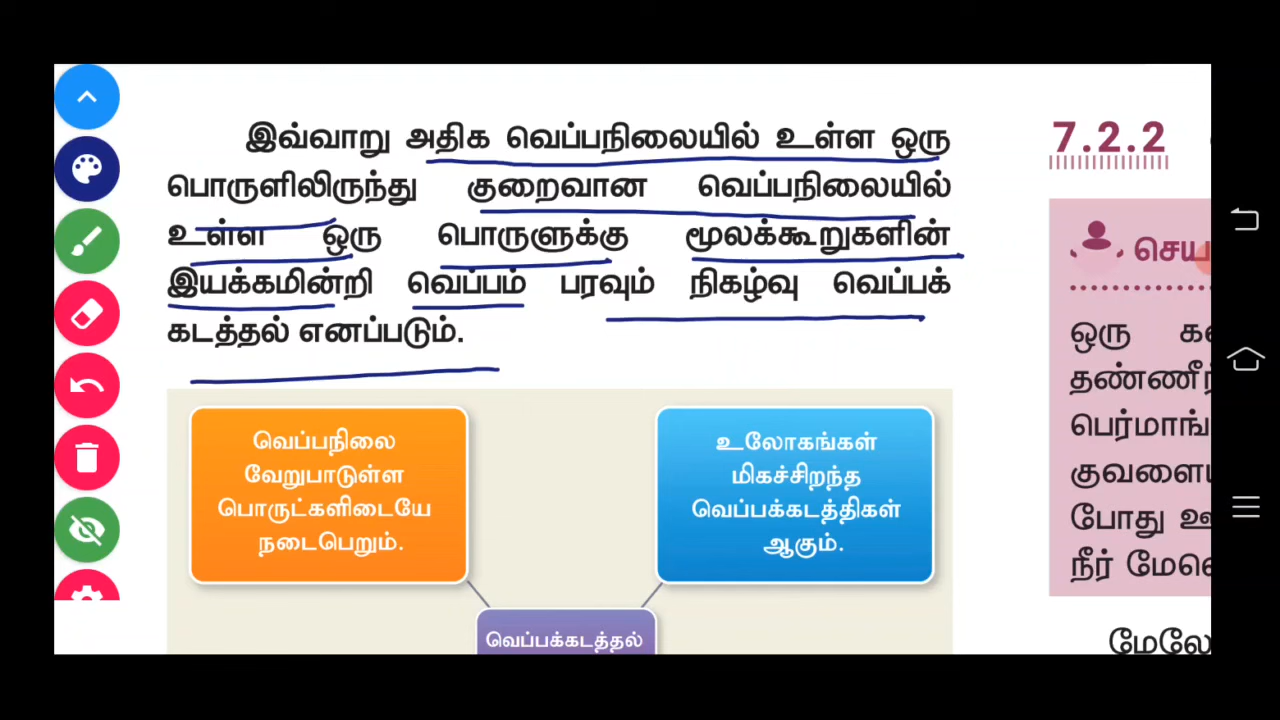 இவ்வாறு அதிக வெப்பநிலையில் உள்ள ஒரு
பொருளிலிருந்து குறைவான வெப்பநிலையில்
உள்ள ஒரு பொருளுக்கு மூலக்கூறுகளின்
இயக்கமின்றி வெப்பம் பரவும் நிகழ்வு வெப்பக்
கடத்தல் எனப்படும்.
வெப்பநிலை
வேறுபாடுள்ள
பொருட்களிடையே
நடைபெறும்.
உலோகங்கள்
மிகச்சிறந்த
வெப்பக்கடத்திகள்
ஆகும்.
வெப்பக்கடத்தல்
7.2.2
செய
ஒரு
தண்ணீர்
பெர்மாங்
குவளைய
போது ஊ
நீர் மேலெ
மேலே